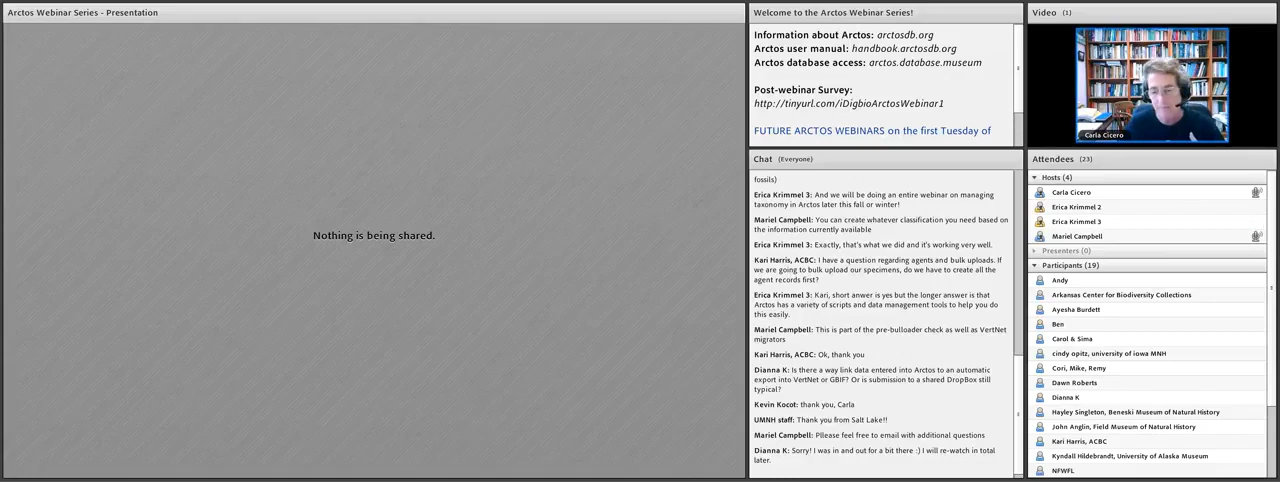 Arctos Webinar Series - Presentation
Nothing is being shared.
Welcome to the Arctos Webinar Series!
Information about Arctos: arctosdb.org
Arctos user manual: handbook.arctosdb.org
Arctos database access: arctos.database.museum
Post-webinar Survey:
http://tinyurl.com/iDigbioArctosWebinar1
FUTURE ARCTOS WEBINARS on the first Tuesday of
Chat (Everyone)
fossils)
Erica Krimmel 3: And we will be doing an entire webinar on managing
taxonomy in Arctos later this fall or winter!
Mariel Campbell: You can create whatever classification you need based on
the information currently available
Erica Krimmel 3: Exactly, that's what we did and it's working very well.
Kari Harris, ACBC: I have a question regarding agents and bulk uploads. If
we are going to bulk upload our specimens, do we have to create all the
agent records first?
Erica Krimmel 3: Kari, short anwer is yes but the longer answer is that
Arctos has a variety of scripts and data management tools to help you do
this easily.
Mariel Campbell: This is part of the pre-bulloader check as well as VertNet
migrators
Kari Harris, ACBC: Ok, thank you
Dianna K: Is there a way link data entered into Arctos to an automatic
export into VertNet or GBIF? Or is submission to a shared DropBox still
typical?
Kevin Kocot: thank you, Carla
UMNH staff: Thank you from Salt Lake!!
Mariel Campbell: Pllease feel free to email with additional questions
Dianna K: Sorry! I was in and out for a bit there :) I will re-watch in total
later.
Video (1)
Carla Cicero
Attendees (23)
Hosts (4)
Carla Cicero
Erica Krimmel 2
Erica Krimmel 3
Mariel Campbell
Presenters (0)
Participants (19)
Andy
Arkansas Center for Biodiversity Collections
Ayesha Burdett
Ben
Carol & Sima
cindy opitz, university of iowa MNH
Cori, Mike, Remy
Dawn Roberts
Dianna K
Hayley Singleton, Beneski Museum of Natural History
John Anglin, Field Museum of Natural History
Kari Harris, ACBC
Kyndall Hildebrandt, University of Alaska Museum
NFWFL